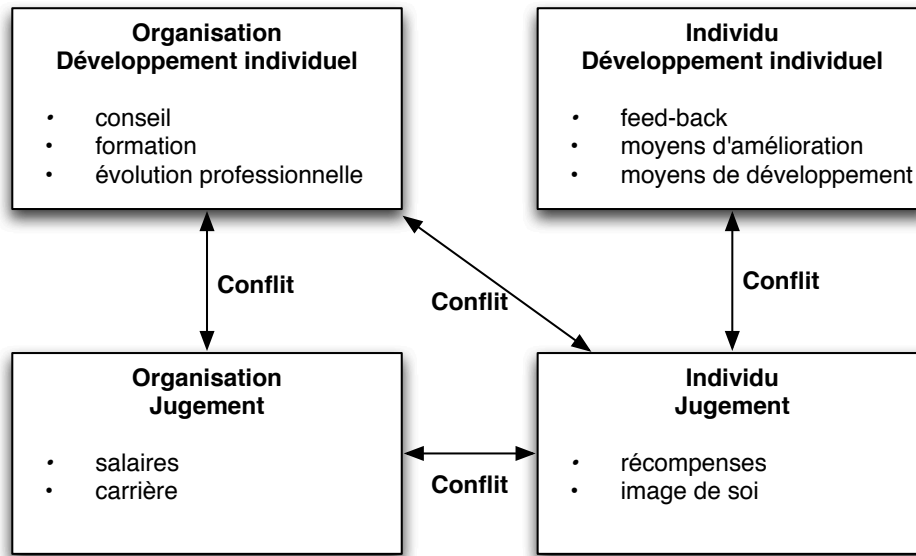 Organisation
Développement individuel
• conseil
• formation
• évolution professionnelle
Individu
Développement individuel
• feed-back
• moyens d'amélioration
• moyens de développement
Conflit
Conflit
Conflit
Organisation
Jugement
• salaires
• carrière
Conflit
Individu
Jugement
• récompenses
• image de soi